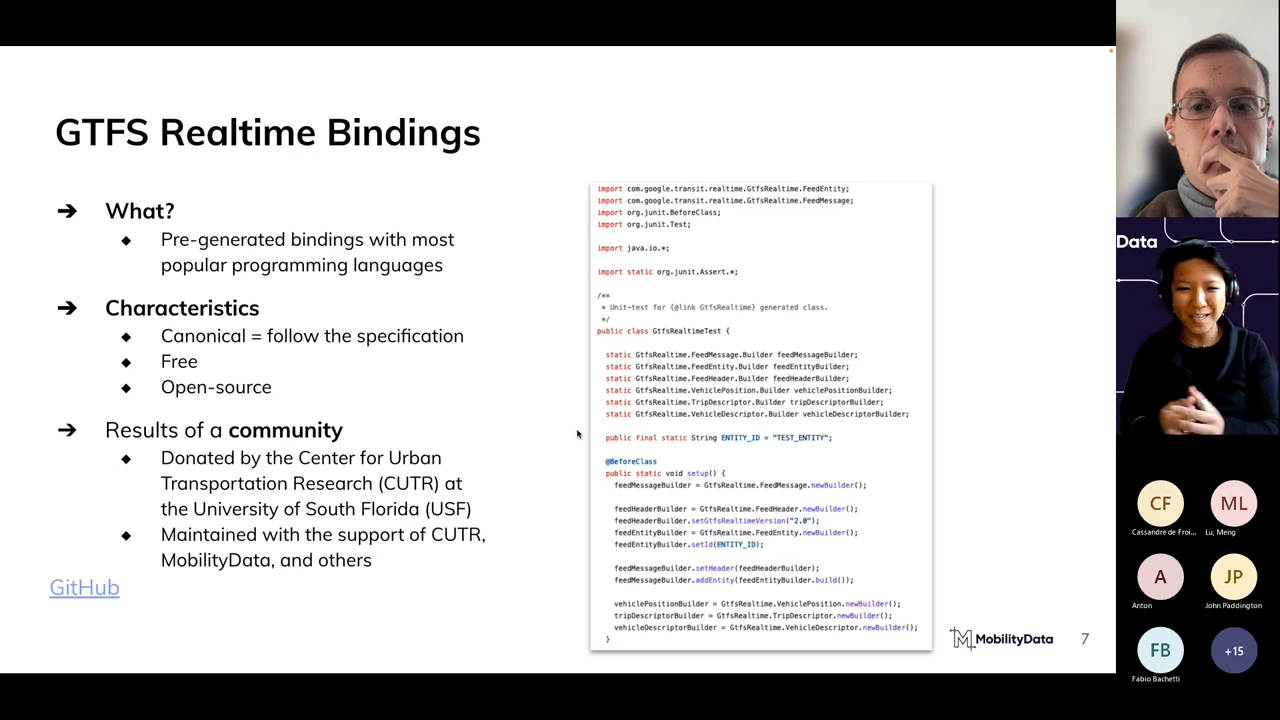 GTFS Realtime Bindings
➔ What?
◆ Pre-generated bindings with most
popular programming languages
➔ Characteristics
◆ Canonical = follow the specification
◆ Free
◆ Open-source
➔ Results of a community
◆ Donated by the Center for Urban
Transportation Research (CUTR) at
the University of South Florida (USF)
◆ Maintained with the support of CUTR,
MobilityData, and others
GitHub
import com.google.transit.realtime.GtfsRealtime.FeedEntity;
import com.google.transit.realtime.GtfsRealtime.FeedMessage;
import org.junit.BeforeClass;
import org.junit.Test;
import java.io.*;
import static org.junit.Assert.*;
/**
* Unit-test for {@link GtfsRealtime} generated class.
*/
public class GtfsRealtimeTest {
static GtfsRealtime.FeedMessage.Builder feedMessageBuilder;
static GtfsRealtime.FeedEntity.Builder feedEntityBuilder;
static GtfsRealtime.FeedHeader.Builder feedHeaderBuilder;
static GtfsRealtime.VehiclePosition.Builder vehiclePositionBuilder;
static GtfsRealtime.TripDescriptor.Builder tripDescriptorBuilder;
static GtfsRealtime.VehicleDescriptor.Builder vehicleDescriptorBuilder;
public final static String ENTITY_ID = "TEST_ENTITY";
@BeforeClass
public static void setup() {
feedMessageBuilder = GtfsRealtime.FeedMessage.newBuilder();
feedHeaderBuilder = GtfsRealtime.FeedHeader.newBuilder();
feedHeaderBuilder.setGtfsRealtimeVersion("2.0");
feedEntityBuilder = GtfsRealtime.FeedEntity.newBuilder();
feedEntityBuilder.setId(ENTITY_ID);
feedMessageBuilder.setHeader(feedHeaderBuilder);
feedMessageBuilder.addEntity(feedEntityBuilder.build());
vehiclePositionBuilder = GtfsRealtime.VehiclePosition.newBuilder();
tripDescriptorBuilder = GtfsRealtime.TripDescriptor.newBuilder();
vehicleDescriptorBuilder = GtfsRealtime.VehicleDescriptor.newBuilder();
}
MobilityData
7
Data
CF
ML
Cassandre de Froi...
Lu, Meng
A
JP
Anton
John Paddington
FB
+15
Fabio Bachetti